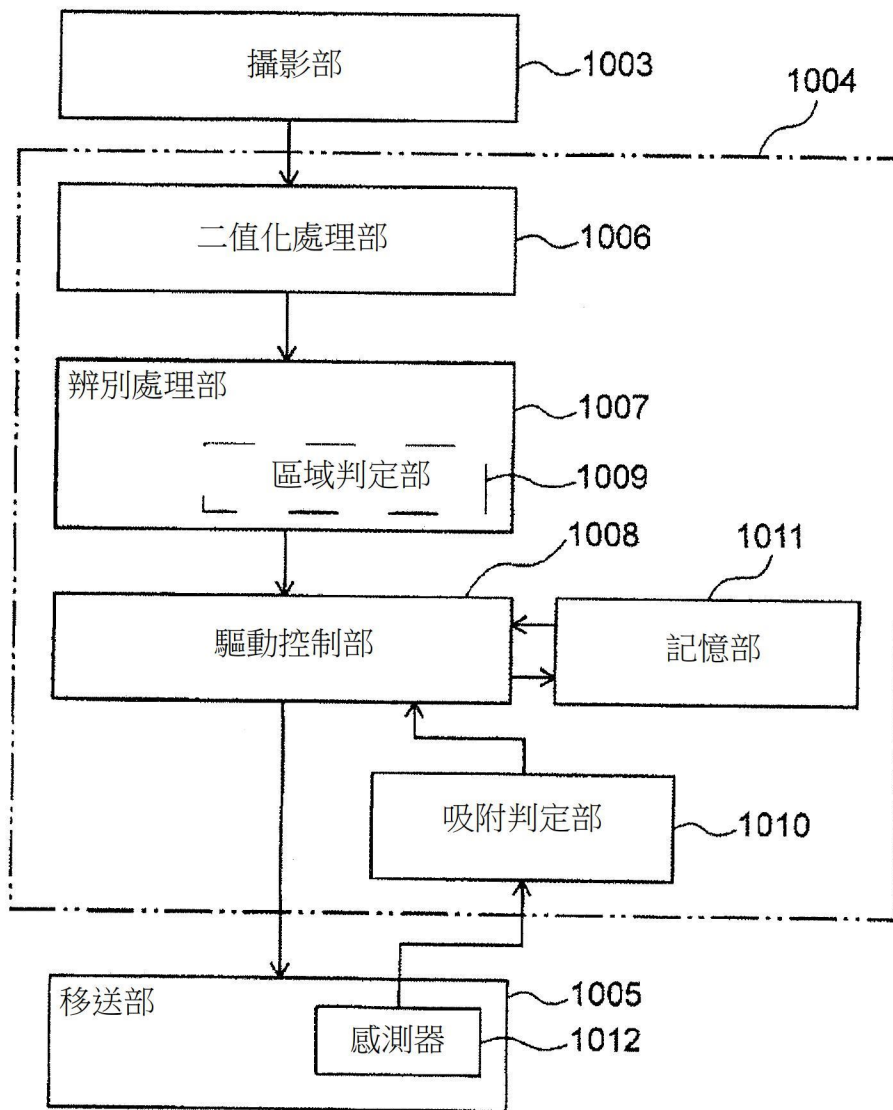 攝影部
1003
1004
二值化處理部
1006
辨別處理部
1007
區域判定部
1009
1008
1011
驅動控制部
記憶部
吸附判定部
1010
移送部
1005
感測器
1012